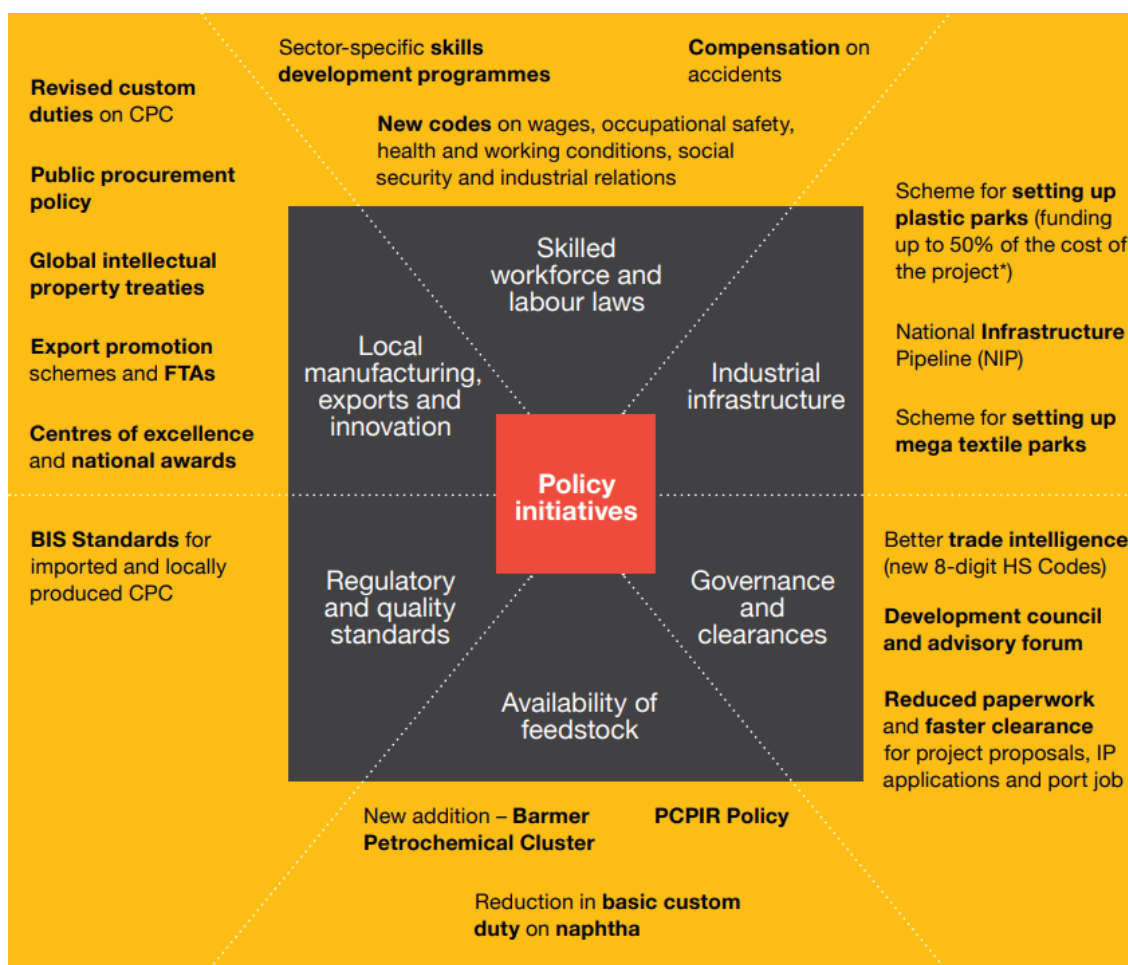 Sector-specific skills
development programmes
Compensation on
accidents
New codes on wages, occupational safety,
health and working conditions, social
security and industrial relations
Revised custom
duties on CPC
Public procurement
policy
Global intellectual
property treaties
Export promotion
schemes and FTAs
Centres of excellence
and national awards
Skilled
workforce and
labour laws
Local
manufacturing,
exports and
innovation
Industrial
infrastructure
Scheme for setting up
plastic parks (funding
up to 50% of the cost of
the project*)
National Infrastructure
Pipeline (NIP)
Scheme for setting up
mega textile parks
Policy
initiatives
BIS Standards for
imported and locally
produced CPC
Regulatory
and quality
standards
Governance
and
clearances
Better trade intelligence
(new 8-digit HS Codes)
Development council
and advisory forum
Reduced paperwork
and faster clearance
for project proposals, IP
applications and port job
Availability of
feedstock
New addition – Barmer
Petrochemical Cluster
PCPIR Policy
Reduction in basic custom
duty on naphtha